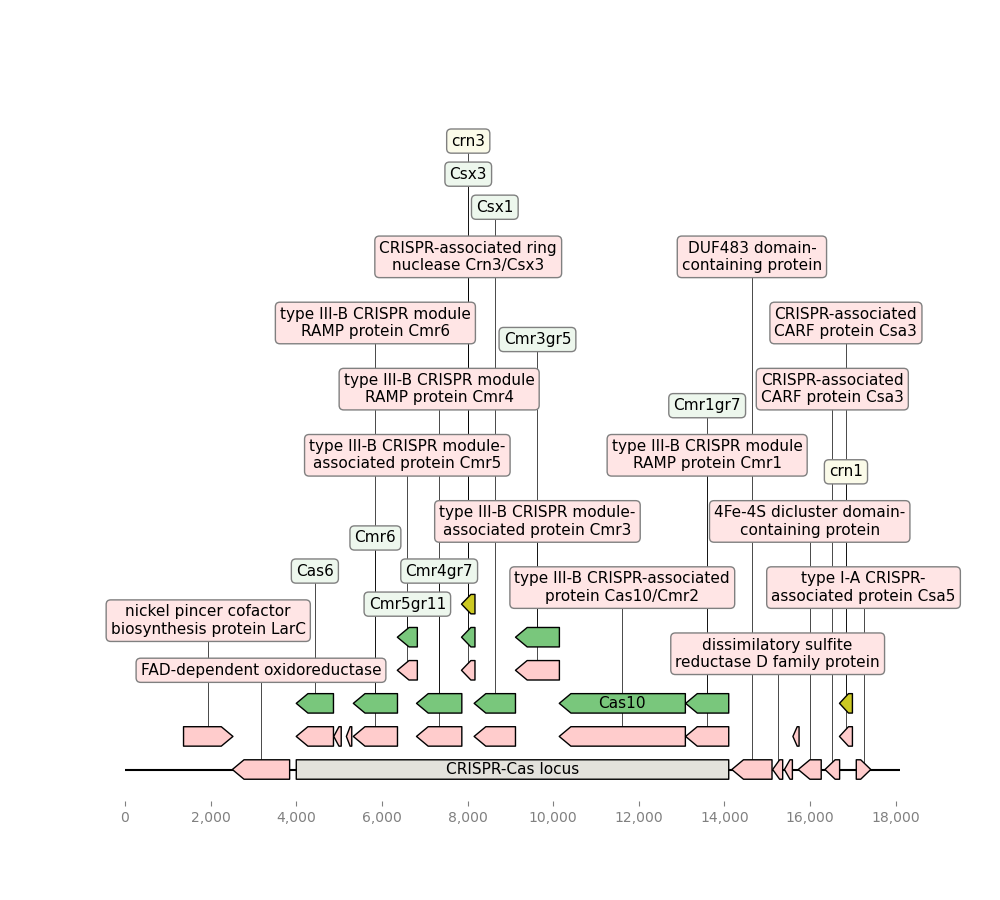 crn3
Csx3
Csx1
CRISPR-associated ring
nuclease Crn3/Csx3
DUF483 domain-
containing protein
type III-B CRISPR module
RAMP protein Cmr6
CRISPR-associated
CARF protein Csa3
Cmr3gr5
type III-B CRISPR module
RAMP protein Cmr4
CRISPR-associated
CARF protein Csa3
Cmr1gr7
type III-B CRISPR module-
associated protein Cmr5
type III-B CRISPR module
RAMP protein Cmr1
crn1
type III-B CRISPR module-
associated protein Cmr3
4Fe-4S dicluster domain-
containing protein
Cmr6
Cas6
Cmr4gr7
type III-B CRISPR-associated
protein Cas10/Cmr2
type I-A CRISPR-
associated protein Csa5
Cmr5gr11
nickel pincer cofactor
biosynthesis protein LarC
dissimilatory sulfite
reductase D family protein
FAD-dependent oxidoreductase
Cas10
CRISPR-Cas locus
0 2,000 4,000 6,000 8,000 10,000 12,000 14,000 16,000 18,000